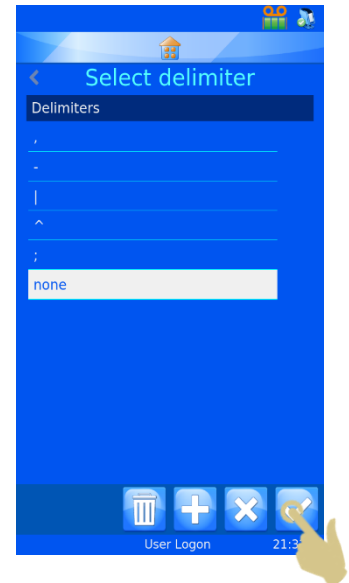 Select delimiter
Delimiters
,
-
|
^
;
none
User Logon